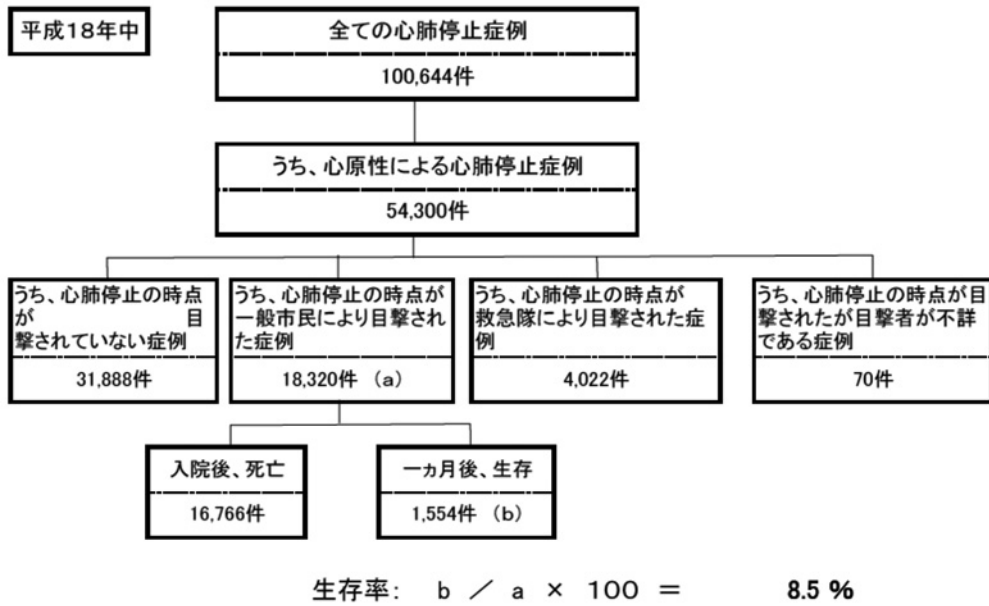 平成18年中
全ての心肺停止症例
100,644件
うち、心原性による心肺停止症例
54,300件
うち、心肺停止の時点
が 目
撃されていない症例
31,888件
うち、心肺停止の時点が
一般市民により目撃され
た症例
18,320件 (a)
うち、心肺停止の時点が
救急隊により目撃された症
例
4,022件
うち、心肺停止の時点が目
撃されたが目撃者が不詳
である症例
70件
入院後、死亡
16,766件
一ヵ月後、生存
1,554件 (b)
生存率: b / a × 100 = 8.5 %